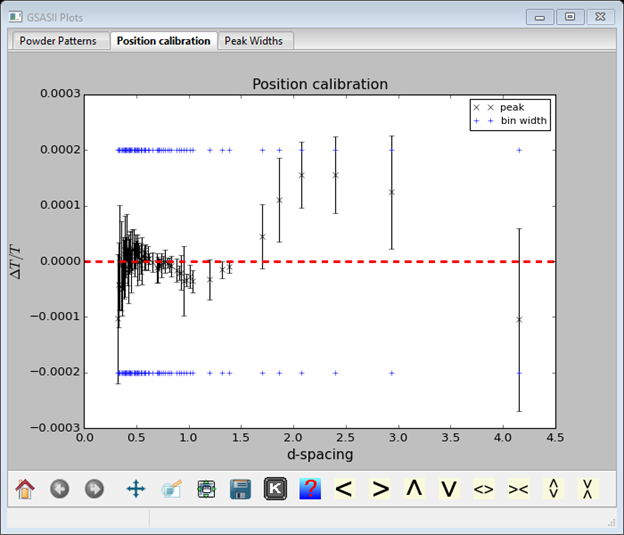 GSASII Plots
Powder Patterns Position calibration Peak Widths
Position calibration
0.0003
0.0002
0.0001
0.0000
−0.0001
−0.0002
−0.0003
ΔT/T
peak
bin width
0.0 0.5 1.0 1.5 2.0 2.5 3.0 3.5 4.0 4.5
d-spacing
K ? < > Λ V <> ><